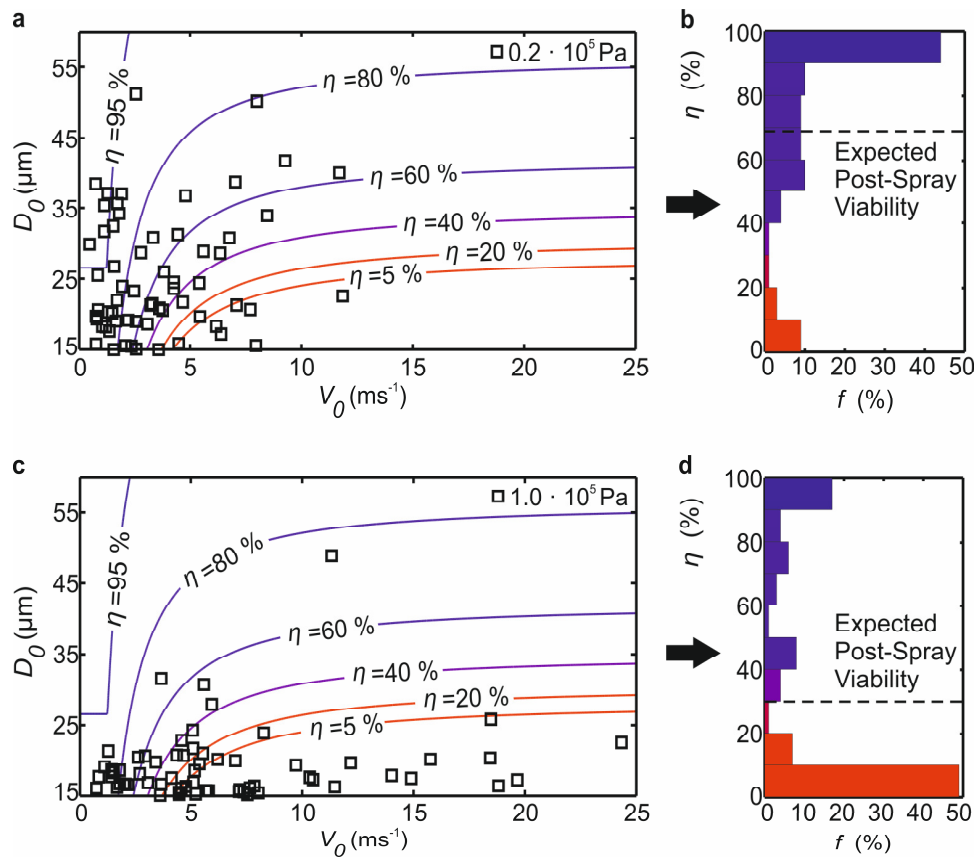 a
55
45
35
25
15
D0 (µm)
η =95 %
η =80 %
η =60 %
η =40 %
η =20 %
η =5 %
0.2 · 10⁵ Pa
0 5 10 15 20 25
V0 (ms⁻¹)
b
100
80
60
40
20
0
η (%)
Expected
Post-Spray
Viability
0 10 20 30 40 50
f (%)
c
55
45
35
25
15
D0 (µm)
η =95 %
η =80 %
η =60 %
η =40 %
η =20 %
η =5 %
1.0 · 10⁵ Pa
0 5 10 15 20 25
V0 (ms⁻¹)
d
100
80
60
40
20
0
η (%)
Expected
Post-Spray
Viability
0 10 20 30 40 50
f (%)